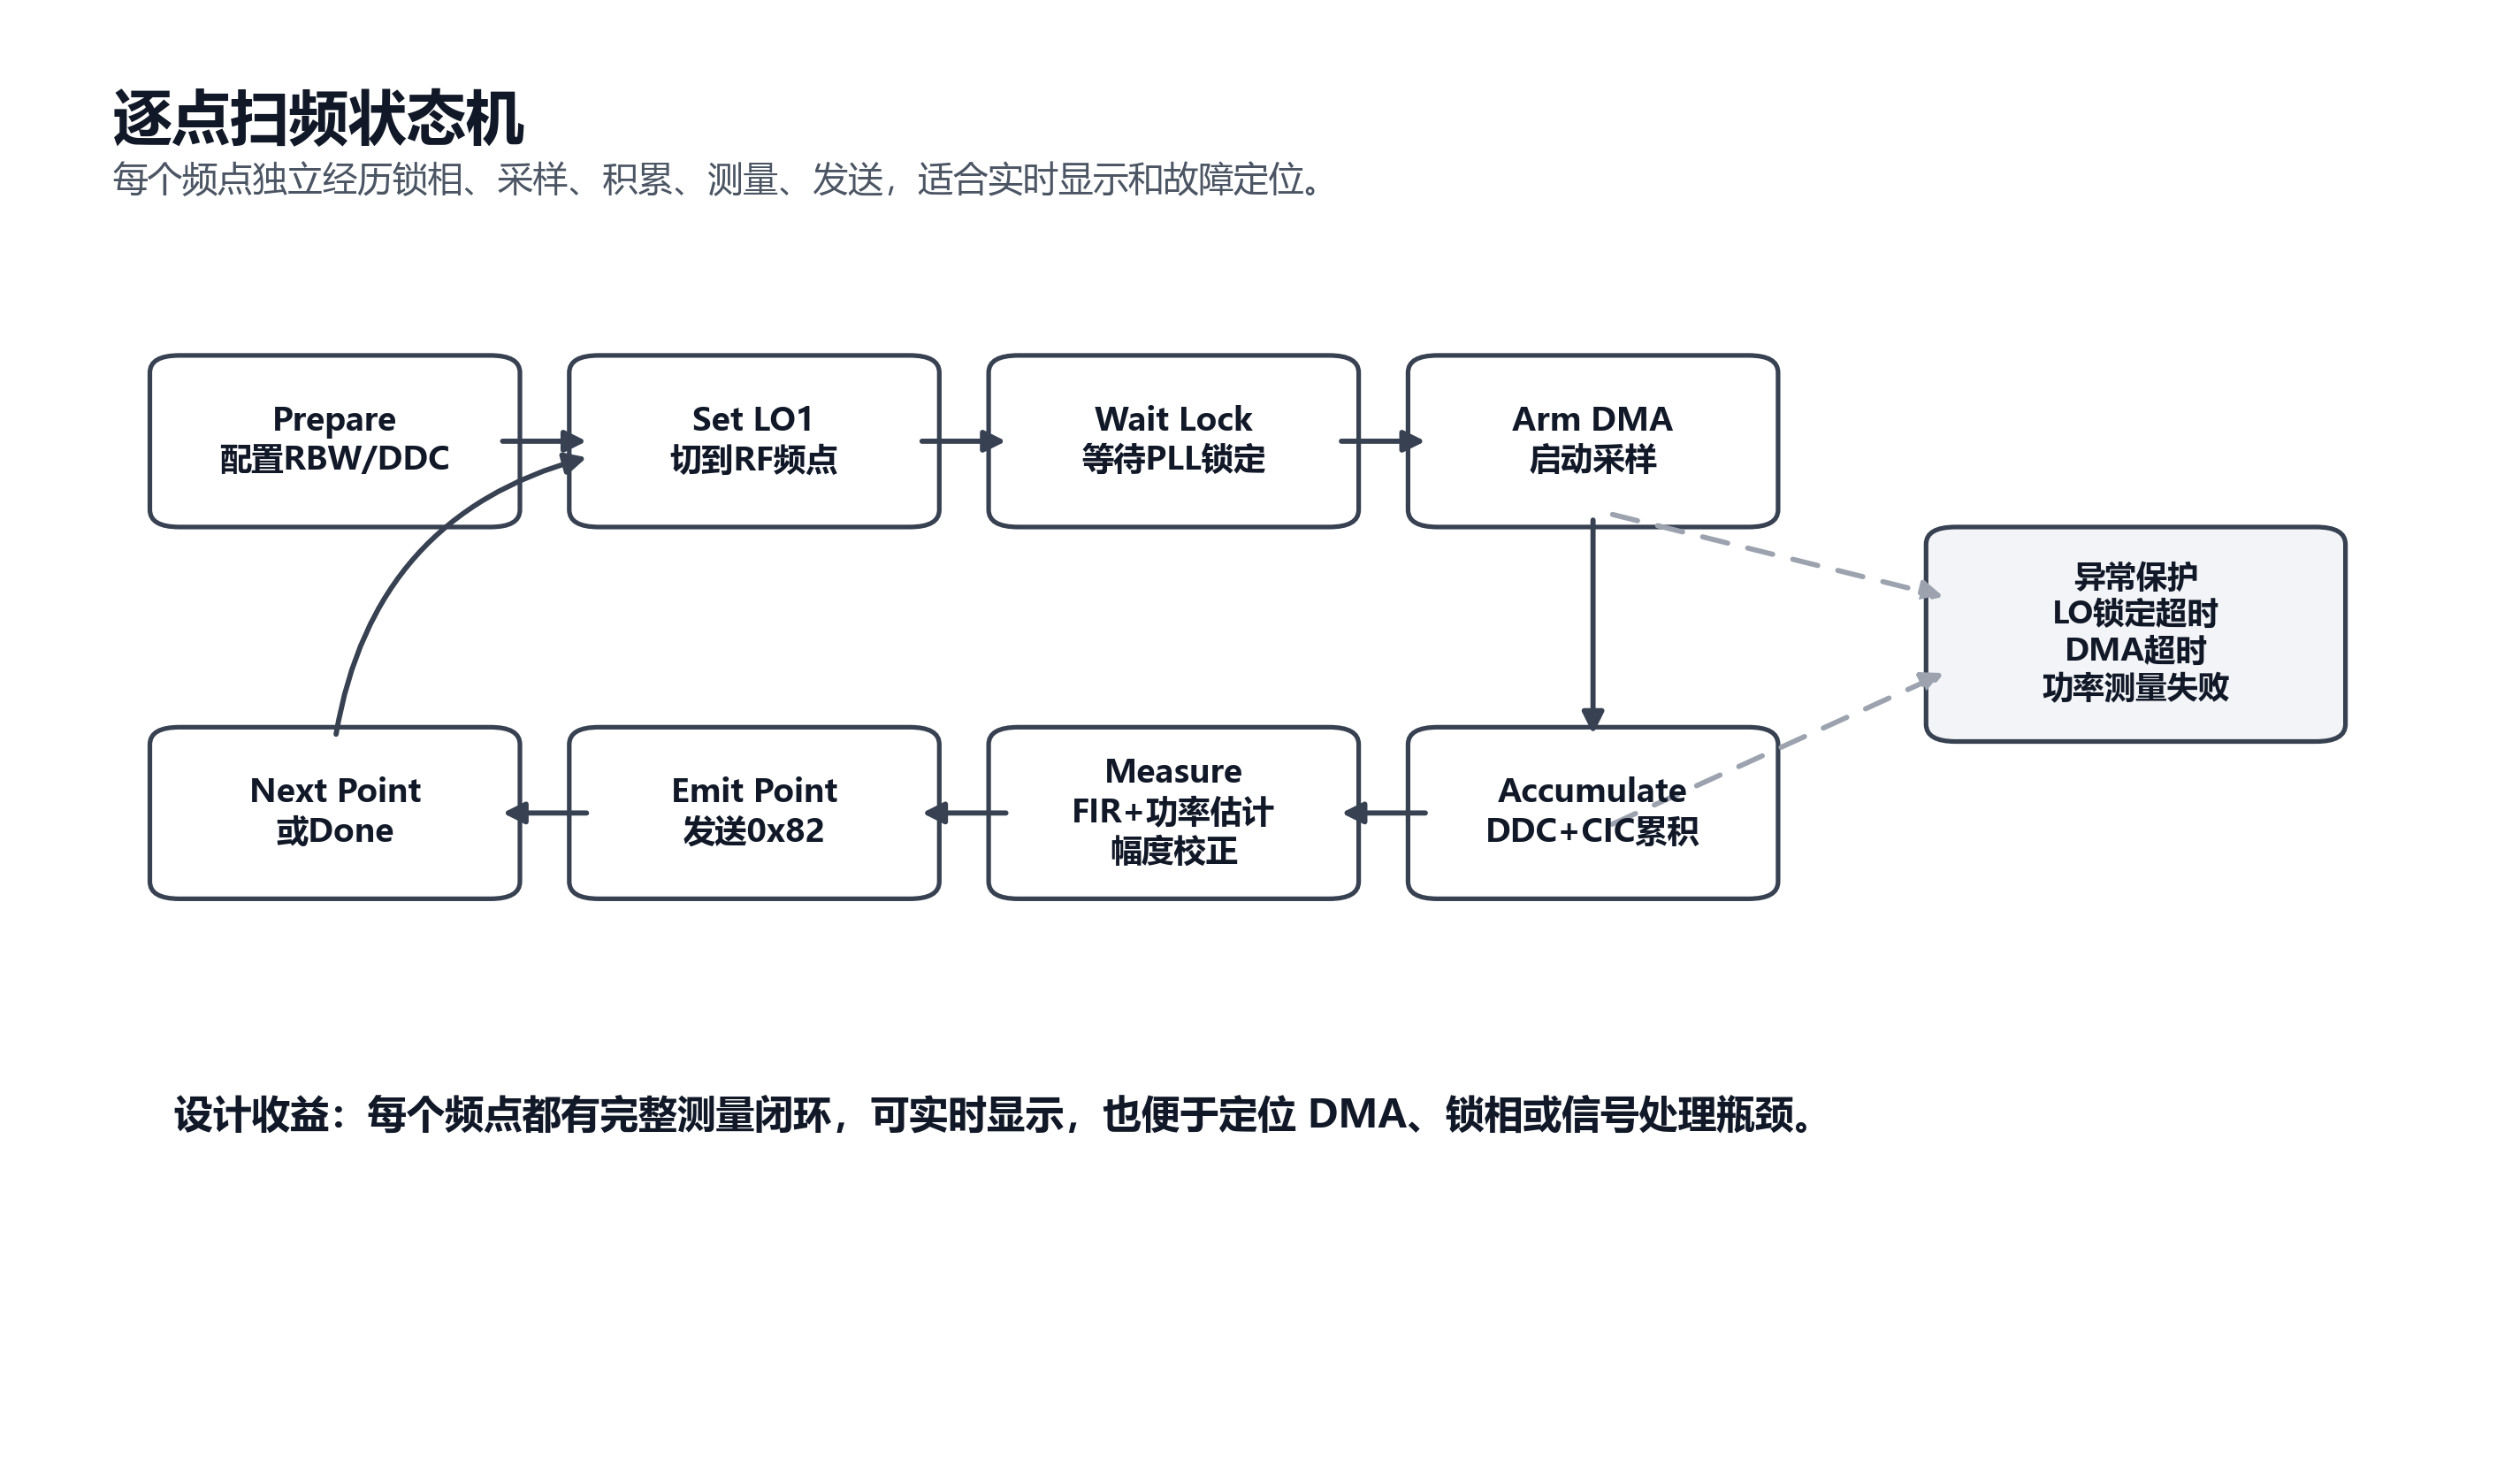 逐点扫频状态机
每个频点独立经历锁相、采样、积累、测量、发送，适合实时显示和故障定位。
Prepare
配置RBW/DDC
Set LO1
切到RF频点
Wait Lock
等待PLL锁定
Arm DMA
启动采样
异常保护
LO锁定超时
DMA超时
功率测量失败
Next Point
或Done
Emit Point
发送0x82
Measure
FIR+功率估计
幅度校正
Accumulate
DDC+CIC累积
设计收益：每个频点都有完整测量闭环，可实时显示，也便于定位 DMA、锁相或信号处理瓶颈。